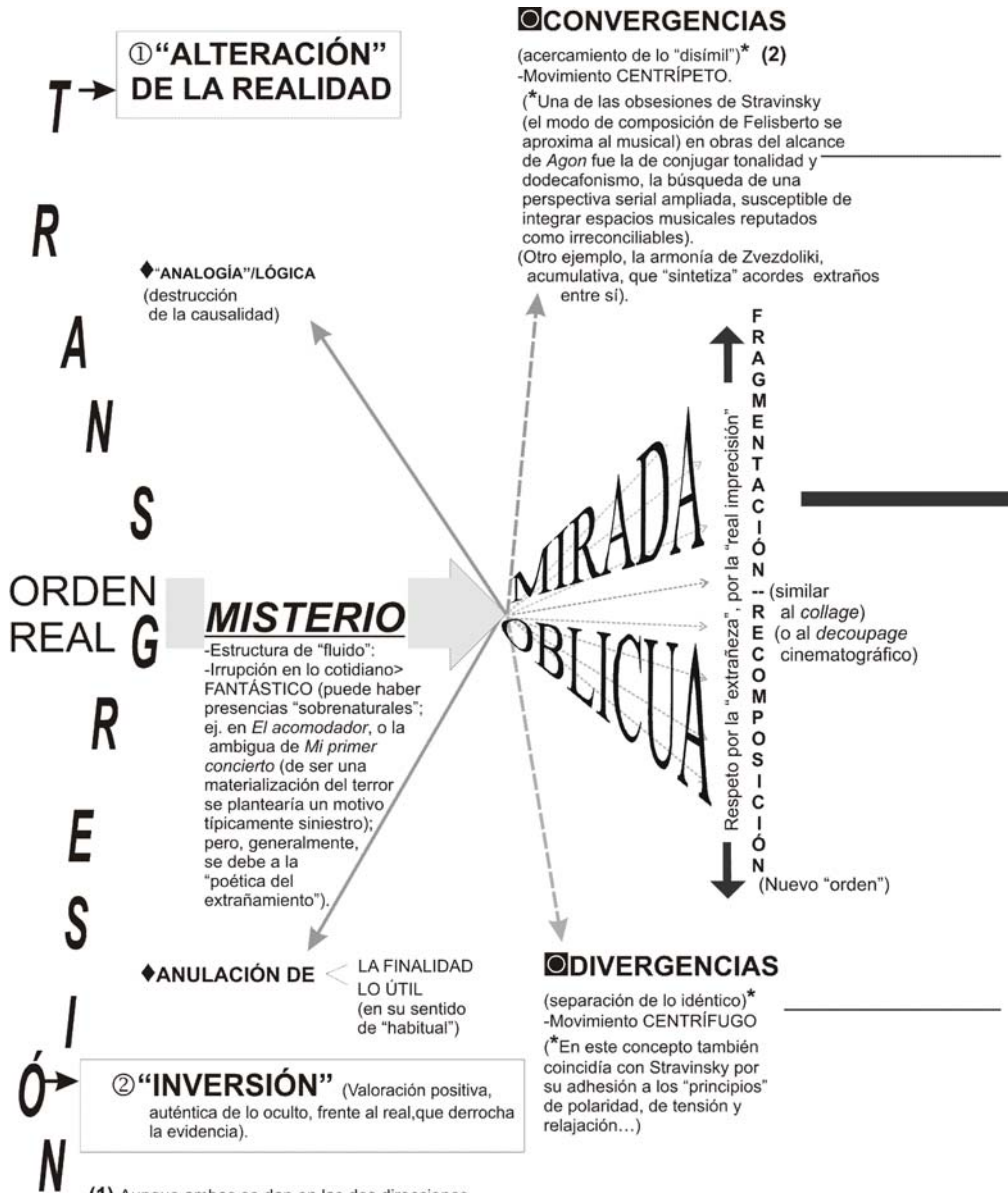 TRANSGRESIÓN
①“ALTERACIÓN”
DE LA REALIDAD
◙CONVERGENCIAS
(acercamiento de lo “disímil”)* (2)
-Movimiento CENTRÍPETO.
(*Una de las obsesiones de Stravinsky
(el modo de composición de Felisberto se
aproxima al musical) en obras del alcance
de Agon fue la de conjugar tonalidad y
dodecafonismo, la búsqueda de una
perspectiva serial ampliada, susceptible de
integrar espacios musicales reputados
como irreconciliables).
(Otro ejemplo, la armonía de Zvezdoliki,
acumulativa, que “sintetiza” acordes extraños
entre sí).
♦“ANALOGÍA”/LÓGICA
(destrucción
de la causalidad)
ORDEN
REAL
MISTERIO
-Estructura de “fluido”:
-Irrupción en lo cotidiano>
FANTÁSTICO (puede haber
presencias “sobrenaturales”;
ej. en El acomodador, o la
ambigua de Mi primer
concierto (de ser una
materialización del terror
se plantearía un motivo
típicamente siniestro);
pero, generalmente,
se debe a la
“poética del
extrañamiento”).
MIRADA
OBLICUA
Respeto por la “extrañeza”, por la “real imprecisión”
FRAGMENTACIÓN--RECOMPOSICIÓN
(similar
al collage)
(o al decoupage
cinematográfico)
(Nuevo “orden”)
♦ANULACIÓN DE
LA FINALIDAD
LO ÚTIL
(en su sentido
de “habitual”)
◙DIVERGENCIAS
(separación de lo idéntico)*
-Movimiento CENTRÍFUGO
(*En este concepto también
coincidía con Stravinsky por
su adhesión a los “principios”
de polaridad, de tensión y
relajación…)
②“INVERSIÓN” (Valoración positiva,
auténtica de lo oculto, frente al real,que derrocha
la evidencia).
(1) Aunque ambos se dan en las dos direcciones